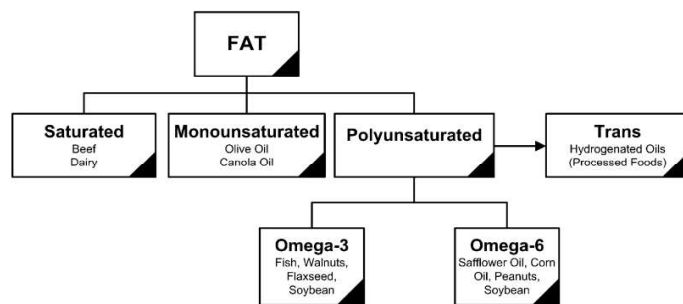 FAT
Saturated
Beef
Dairy
Monounsaturated
Olive Oil
Canola Oil
Polyunsaturated
Trans
Hydrogenated Oils
(Processed Foods)
Omega-3
Fish, Walnuts,
Flaxseed,
Soybean
Omega-6
Safflower Oil, Corn
Oil, Peanuts,
Soybean